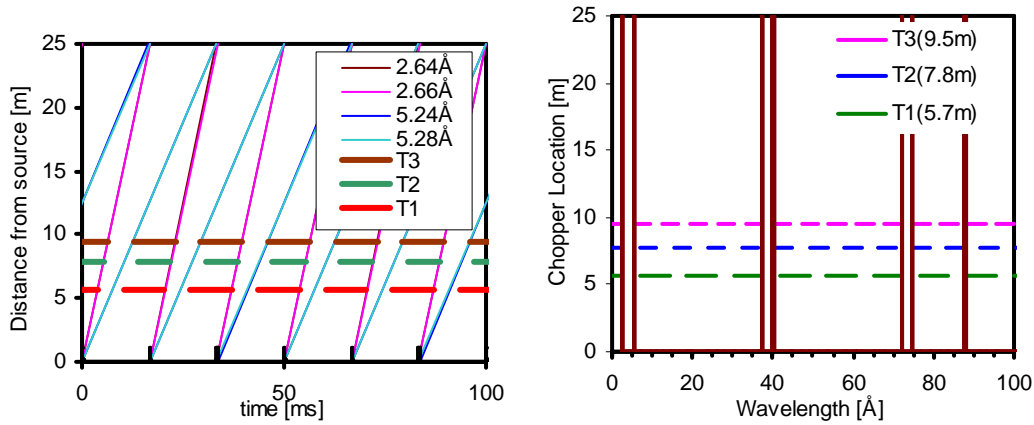 25
20
15
10
5
0
Distance from source [m]
0
50
100
time [ms]
2.64Å
2.66Å
5.24Å
5.28Å
T3
T2
T1
25
20
15
10
5
0
Chopper Location [m]
0
20
40
60
80
100
Wavelength [Å]
T3(9.5m)
T2(7.8m)
T1(5.7m)